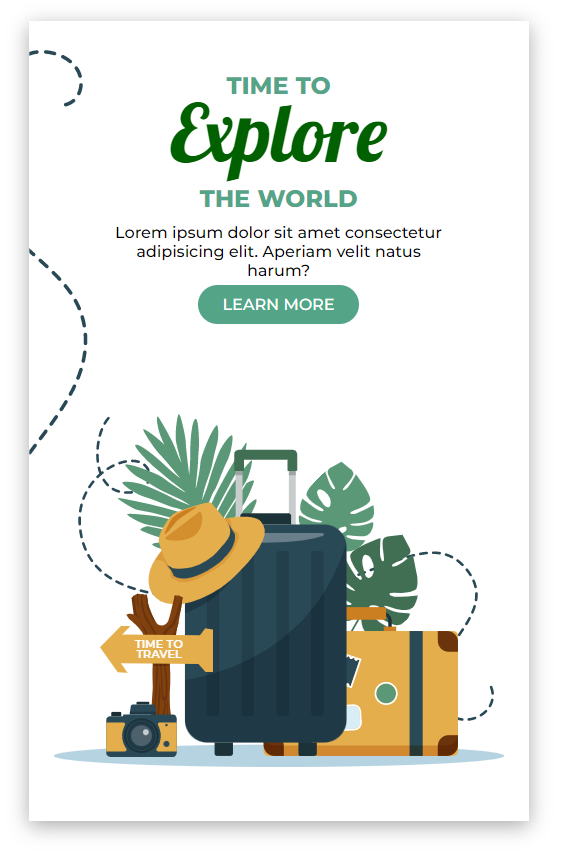 TIME TO
Explore
THE WORLD
Lorem ipsum dolor sit amet consectetur
adipisicing elit. Aperiam velit natus
harum?
LEARN MORE
TIME TO
TRAVEL